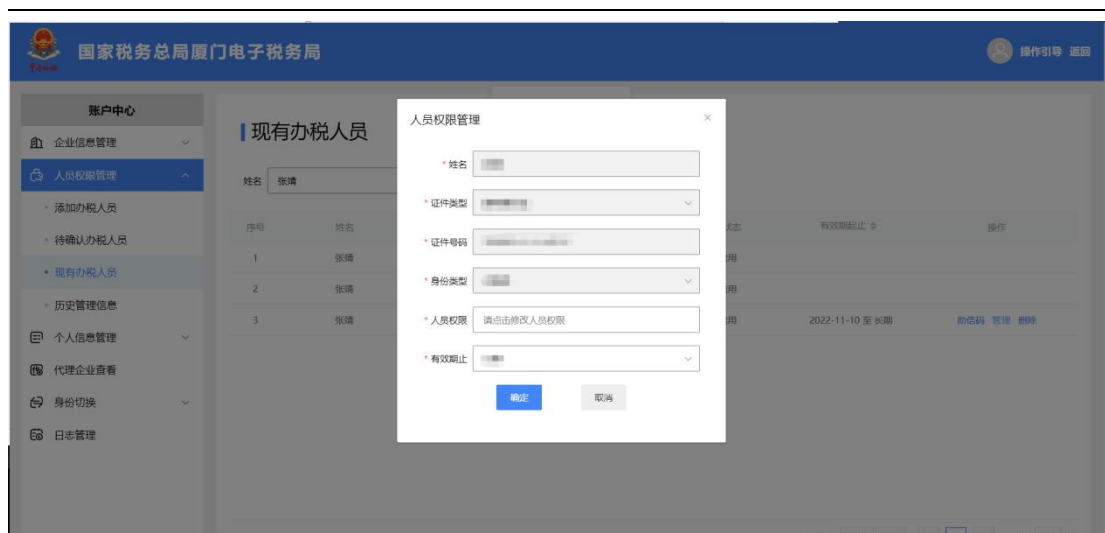 国家税务总局厦门电子税务局
操作引导 返回
账户中心
企业信息管理
人员权限管理
添加办税人员
待确认办税人员
现有办税人员
历史管理信息
个人信息管理
代理企业查看
身份切换
日志管理
现有办税人员
姓名 张靖
序号 姓名 状态 有效期起止 操作
1 张靖 用
2 张靖 用
3 张靖 用 2022-11-10 至 长期 助信码 管理 删除
人员权限管理 ×
* 姓名
* 证件类型
* 证件号码
* 身份类型
* 人员权限 请点击修改人员权限
* 有效期止
确定 取消